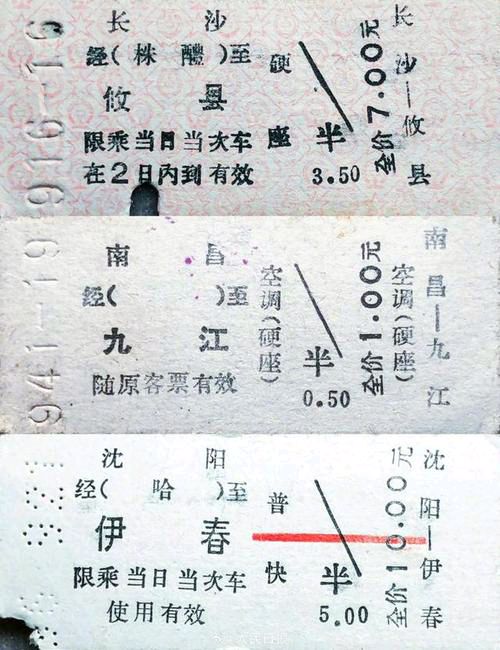 长 沙
经（株 醴）至
攸 县
限乘当日当次车
在2日内到有效
硬座
半
3.50
全价7.00元
长沙—攸县
南 昌
经（ ）至
九 江
随原客票有效
（空调）硬座
半
0.50
全价1.00元
（空调）硬座
南昌—九江
941-19
沈 阳
经（ 哈 ）至
伊 春
限乘当日当次车
使用有效
普快
半
5.00
全价10.00元
沈阳—伊春